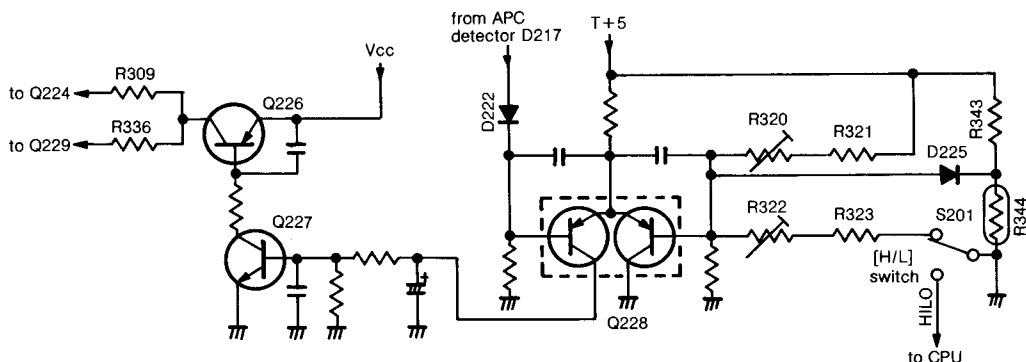 from APC
detector D217
T+5
Vcc
R309
to Q224
Q226
R336
to Q229
D222
R320
R321
R343
D225
Q227
R322
R323
S201
R344
[H/L]
switch
+
Q228
HILO
to CPU